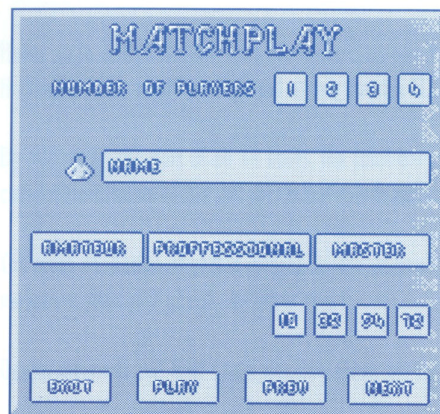 MATCHPLAY
NUMBER OF PLAYERS 1 2 3 4
NAME
AMATEUR PROFFESSIONAL MASTER
18 36 54 72
EXIT PLAY PREV NEXT